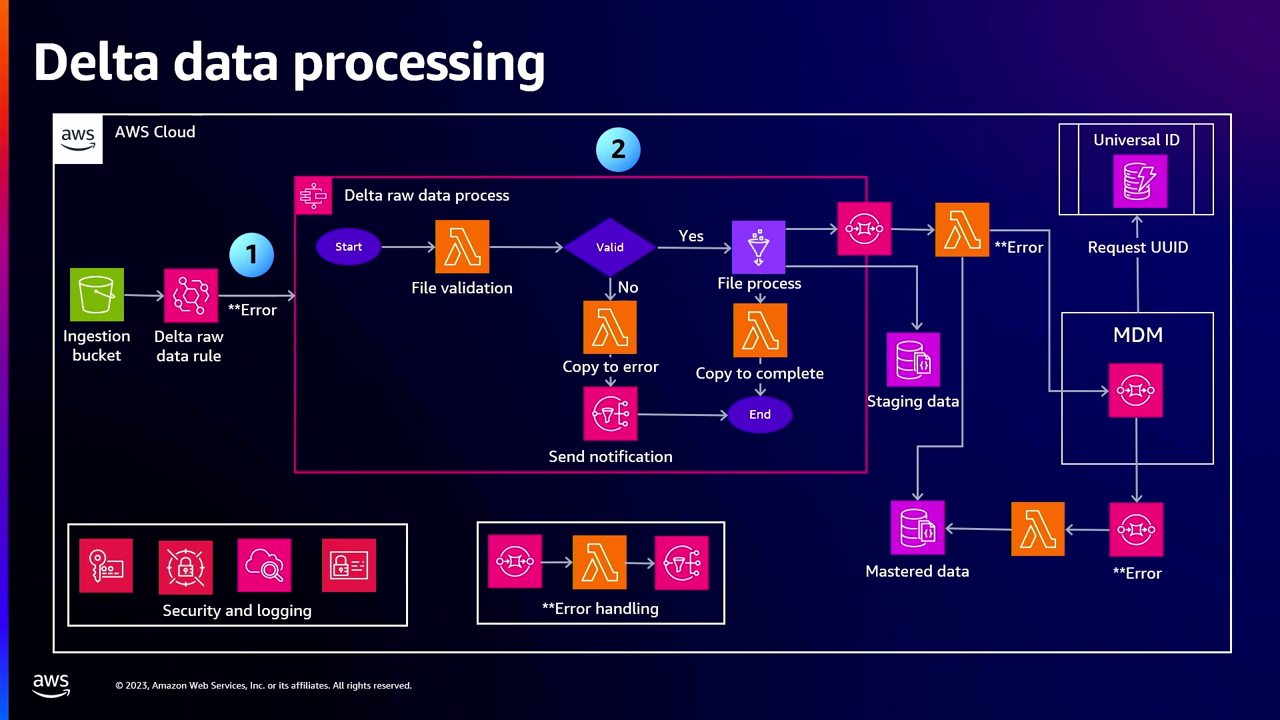 Delta data processing
aws
AWS Cloud
2
Universal ID
Delta raw data process
Start
Valid
Yes
**Error
Request UUID
1
File validation
No
File process
**Error
Ingestion
bucket
Delta raw
data rule
MDM
Copy to error
Copy to complete
Staging data
End
Send notification
Mastered data
**Error
Security and logging
**Error handling
aws
© 2023, Amazon Web Services, Inc. or its affiliates. All rights reserved.